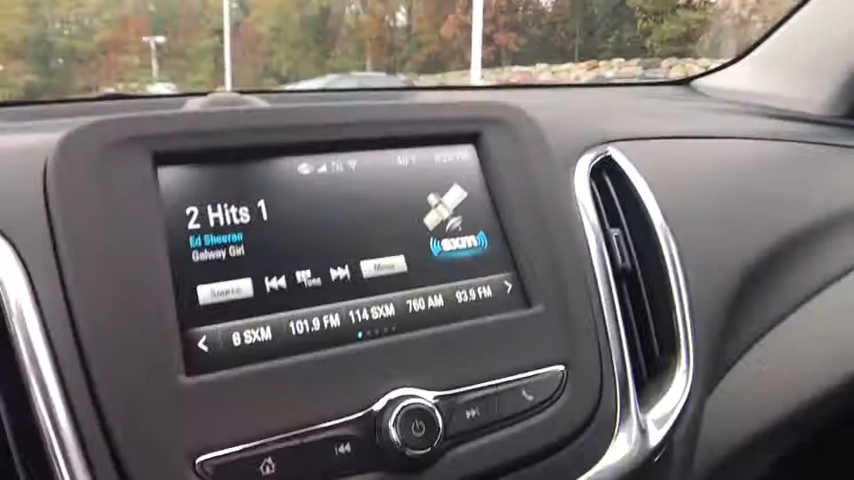 2 Hits 1
Ed Sheeran
Galway Girl
sxm
Source
Tune
Menu
8 SXM 101.9 FM 114 SXM 760 AM 93.9 FM